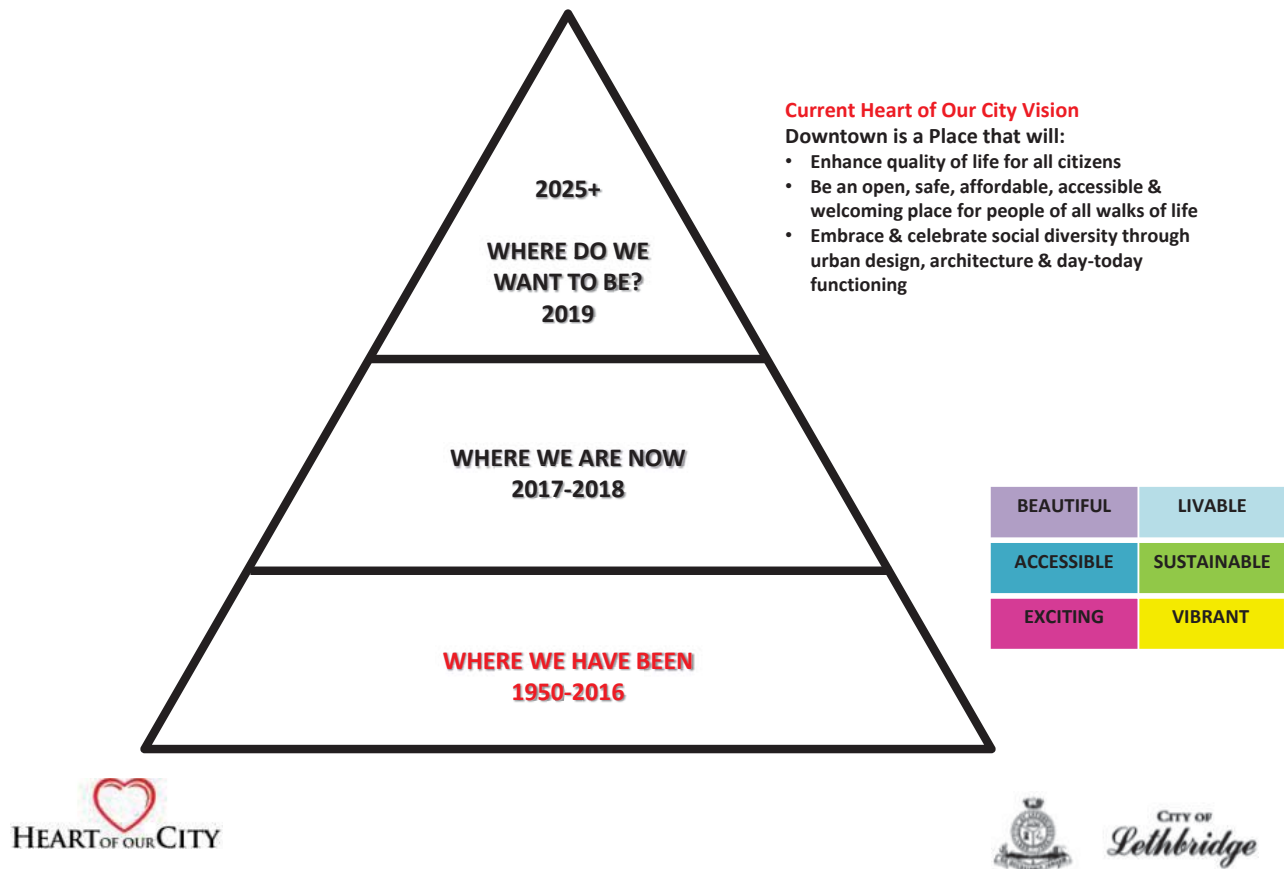 2025+
WHERE DO WE
WANT TO BE?
2019
WHERE WE ARE NOW
2017-2018
WHERE WE HAVE BEEN
1950-2016
Current Heart of Our City Vision
Downtown is a Place that will:
• Enhance quality of life for all citizens
• Be an open, safe, affordable, accessible &
welcoming place for people of all walks of life
• Embrace & celebrate social diversity through
urban design, architecture & day-today
functioning
BEAUTIFUL LIVABLE
ACCESSIBLE SUSTAINABLE
EXCITING VIBRANT
HEART OF OUR CITY
CITY OF
Lethbridge